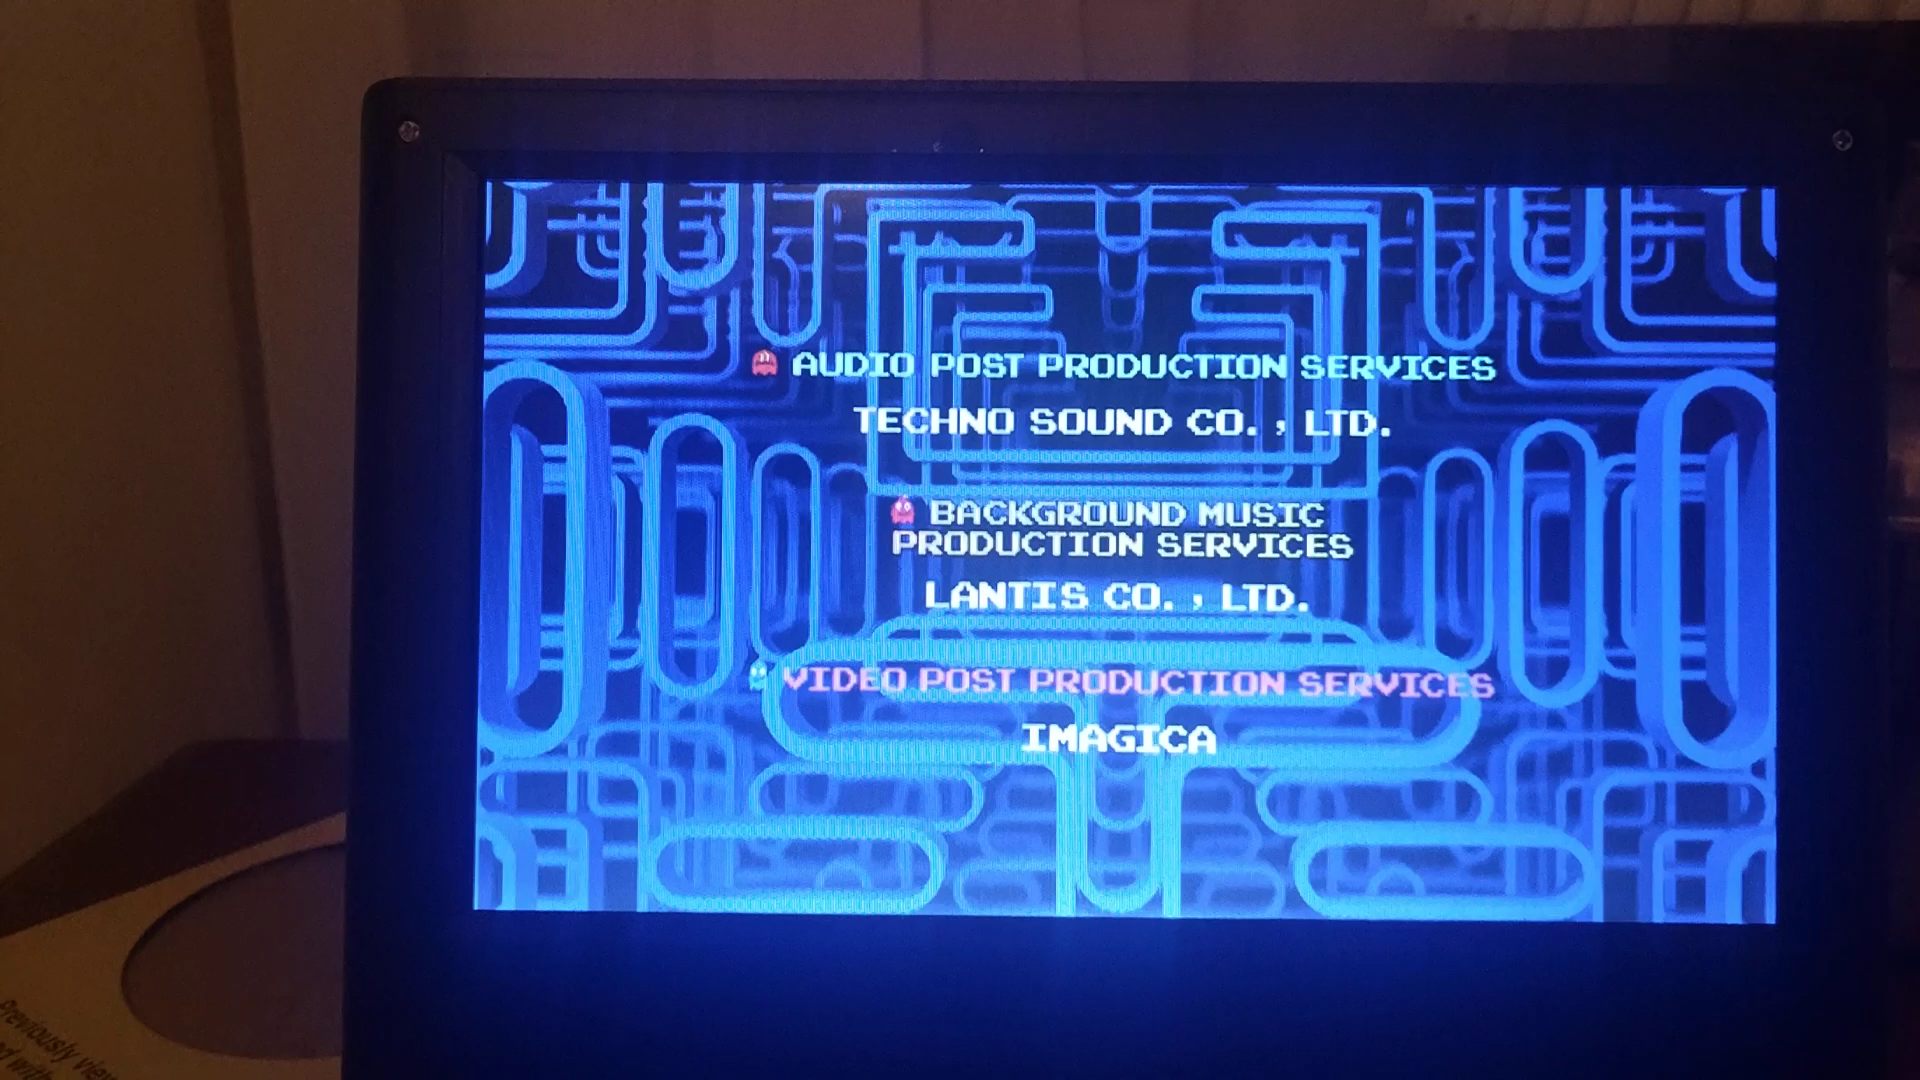 AUDIO POST PRODUCTION SERVICES
TECHNO SOUND CO., LTD.
BACKGROUND MUSIC
PRODUCTION SERVICES
LANTIS CO., LTD.
VIDEO POST PRODUCTION SERVICES
IMAGICA
Previously